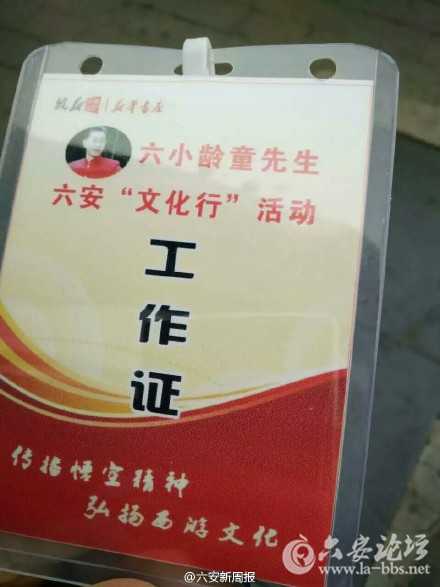 皖新 | 新华书店
六小龄童先生
六安“文化行”活动
工
作
证
传播悟空精神
弘扬西游文化
六安论坛
www.la-bbs.net
@六安新周报